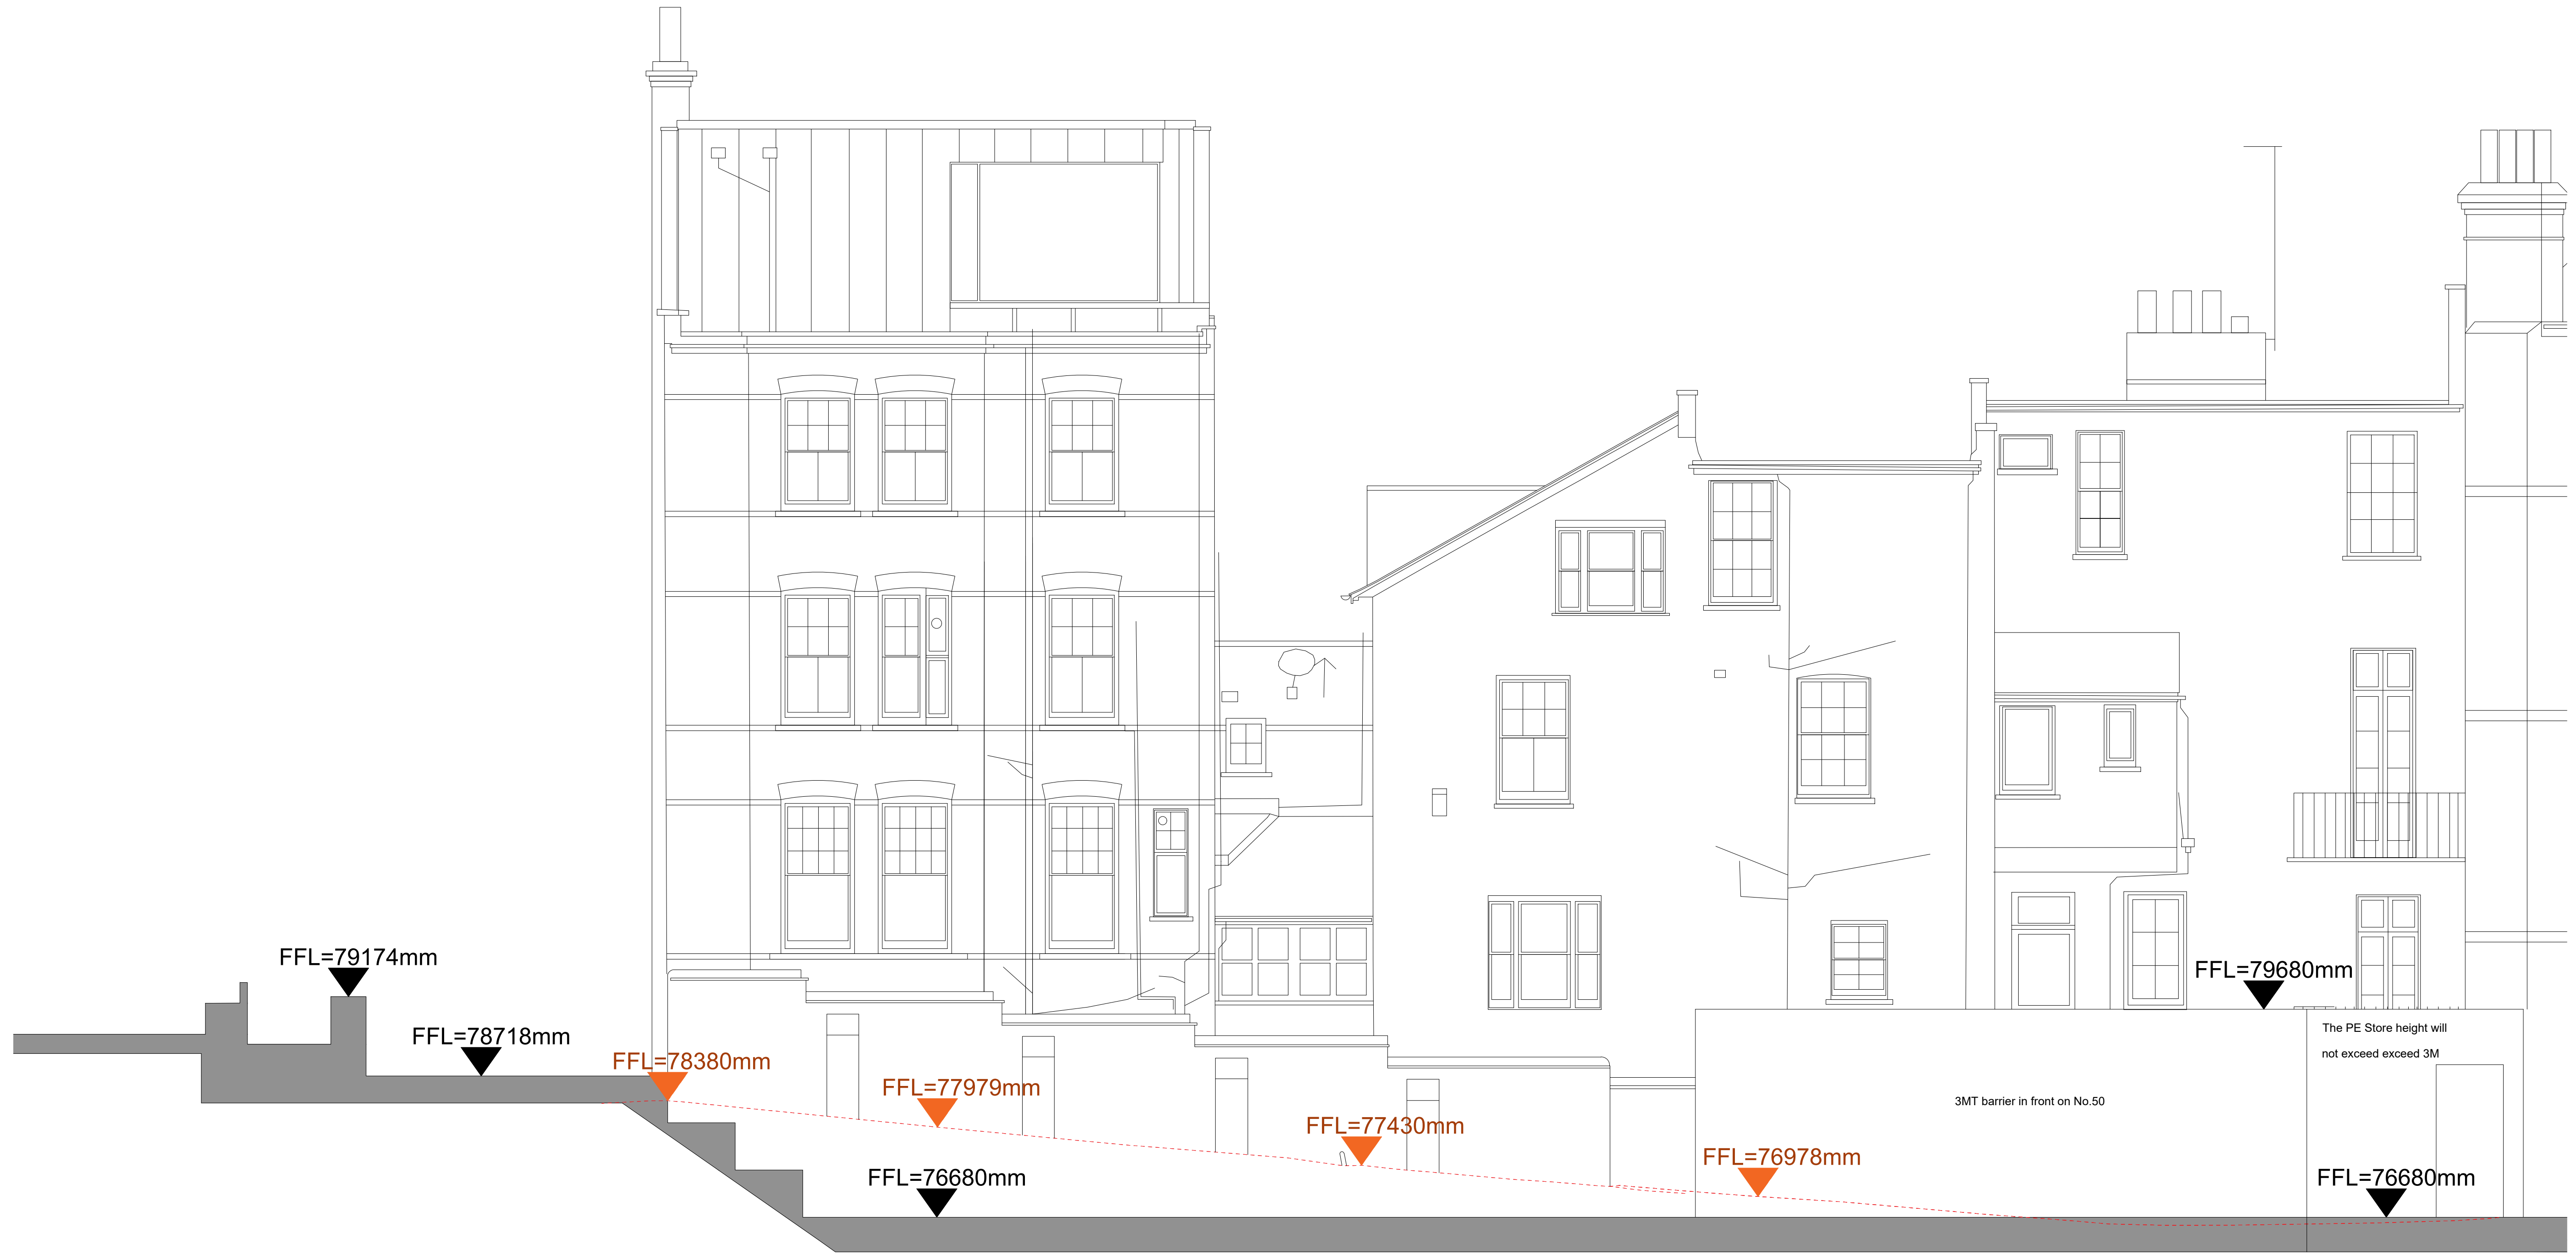 FFL=79174mm
FFL=79680mm
The PE Store height will
not exceed exceed 3M
FFL=78718mm
FFL=78380mm
FFL=77979mm
3MT barrier in front on No.50
FFL=77430mm
FFL=76978mm
FFL=76680mm
FFL=76680mm